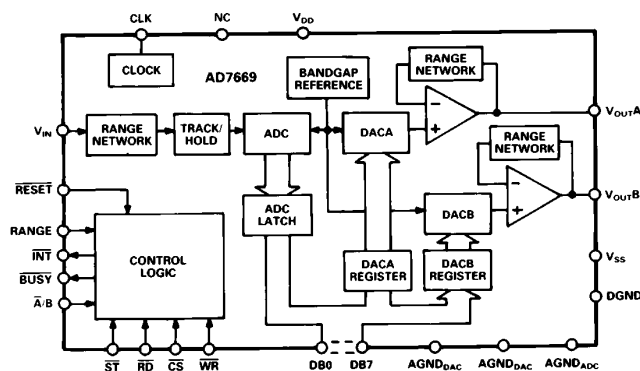 CLK
NC
VDD
CLOCK
AD7669
BANDGAP
REFERENCE
RANGE
NETWORK
VIN
RANGE
NETWORK
TRACK/
HOLD
ADC
DACA
VOUTA
RANGE
NETWORK
RESET
ADC
LATCH
DACB
VOUTB
RANGE
CONTROL
LOGIC
INT
DACA
REGISTER
DACB
REGISTER
VSS
BUSY
A/B
DGND
ST
RD
CS
WR
DB0
DB7
AGNDDAC
AGNDDAC
AGNDADC